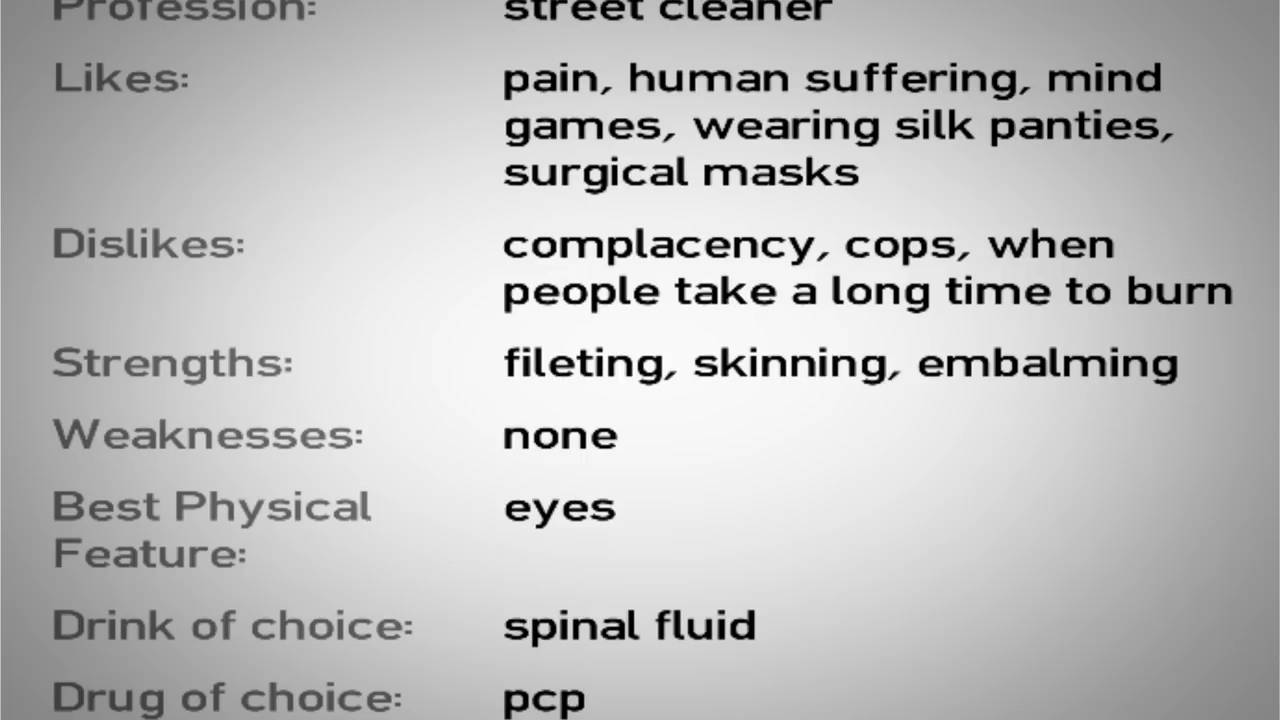 Profession: street cleaner
Likes: pain, human suffering, mind
games, wearing silk panties,
surgical masks
Dislikes: complacency, cops, when
people take a long time to burn
Strengths: fileting, skinning, embalming
Weaknesses: none
Best Physical eyes
Feature:
Drink of choice: spinal fluid
Drug of choice: pcp